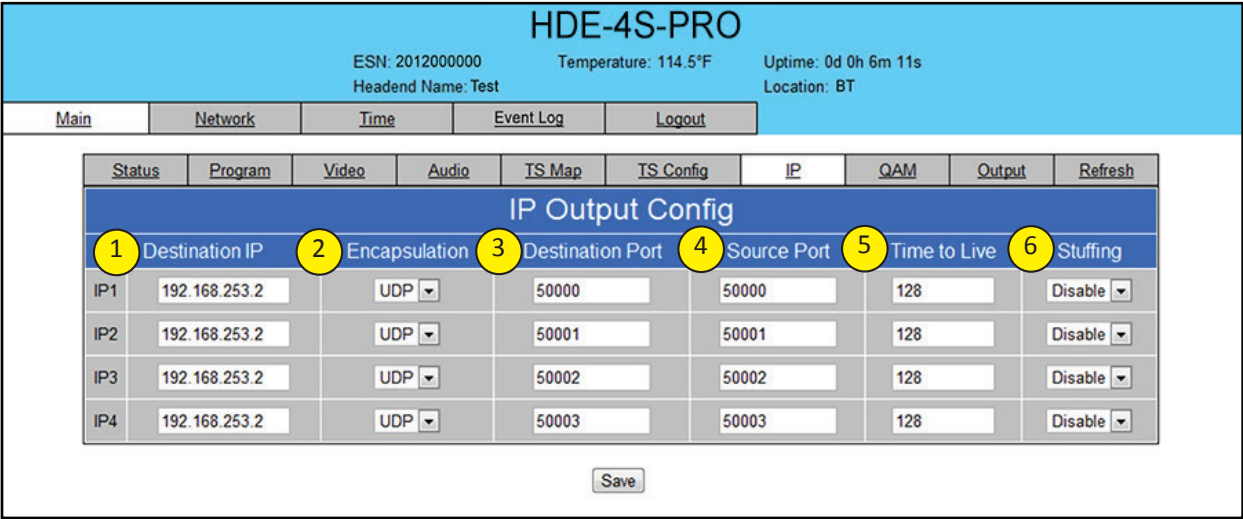 HDE-4S-PRO
ESN: 2012000000 Temperature: 114.5°F Uptime: 0d 0h 6m 11s
Headend Name: Test Location: BT
Main Network Time Event Log Logout
Status Program Video Audio TS Map TS Config IP QAM Output Refresh
IP Output Config
1 Destination IP 2 Encapsulation 3 Destination Port 4 Source Port 5 Time to Live 6 Stuffing
IP1 192.168.253.2 UDP 50000 50000 128 Disable
IP2 192.168.253.2 UDP 50001 50001 128 Disable
IP3 192.168.253.2 UDP 50002 50002 128 Disable
IP4 192.168.253.2 UDP 50003 50003 128 Disable
Save